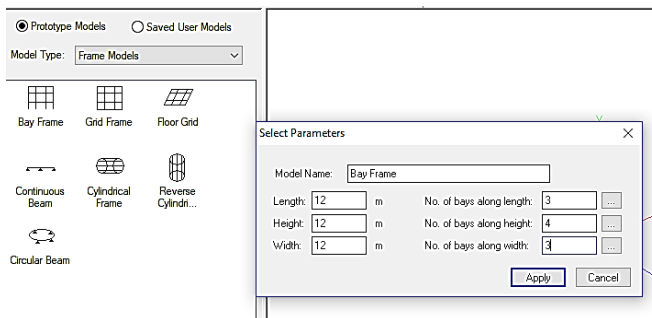 Prototype Models Saved User Models
Model Type: Frame Models
Bay Frame Grid Frame Floor Grid
Continuous Beam Cylindrical Frame Reverse Cylindri...
Circular Beam
Select Parameters
Model Name: Bay Frame
Length: 12 m No. of bays along length: 3 ...
Height: 12 m No. of bays along height: 4 ...
Width: 12 m No. of bays along width: 3 ...
Apply Cancel
Y